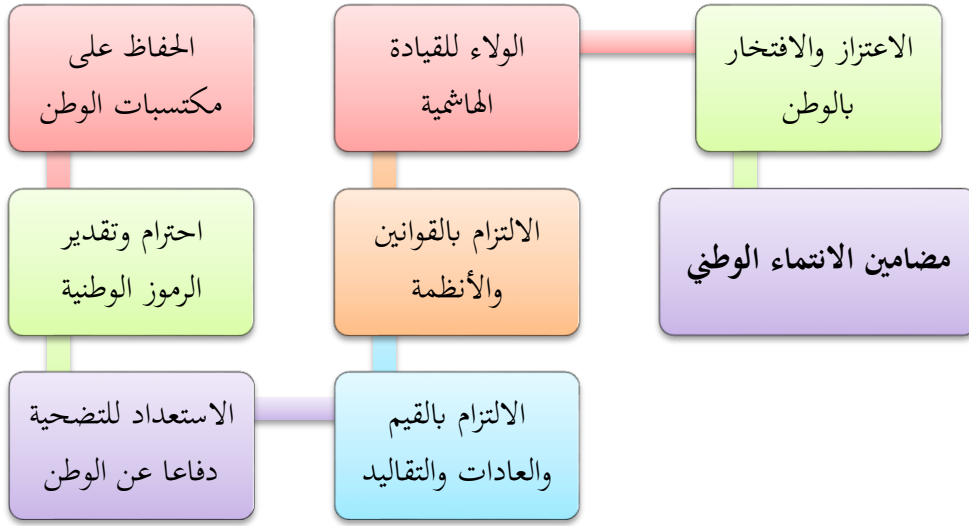 مضامين الانتماء الوطني
الاعتزاز والافتخار
بالوطن
الولاء للقيادة
الهاشمية
الالتزام بالقوانين
والأنظمة
الالتزام بالقيم
والعادات والتقاليد
الاستعداد للتضحية
دفاعا عن الوطن
احترام وتقدير
الرموز الوطنية
الحفاظ على
مكتسبات الوطن